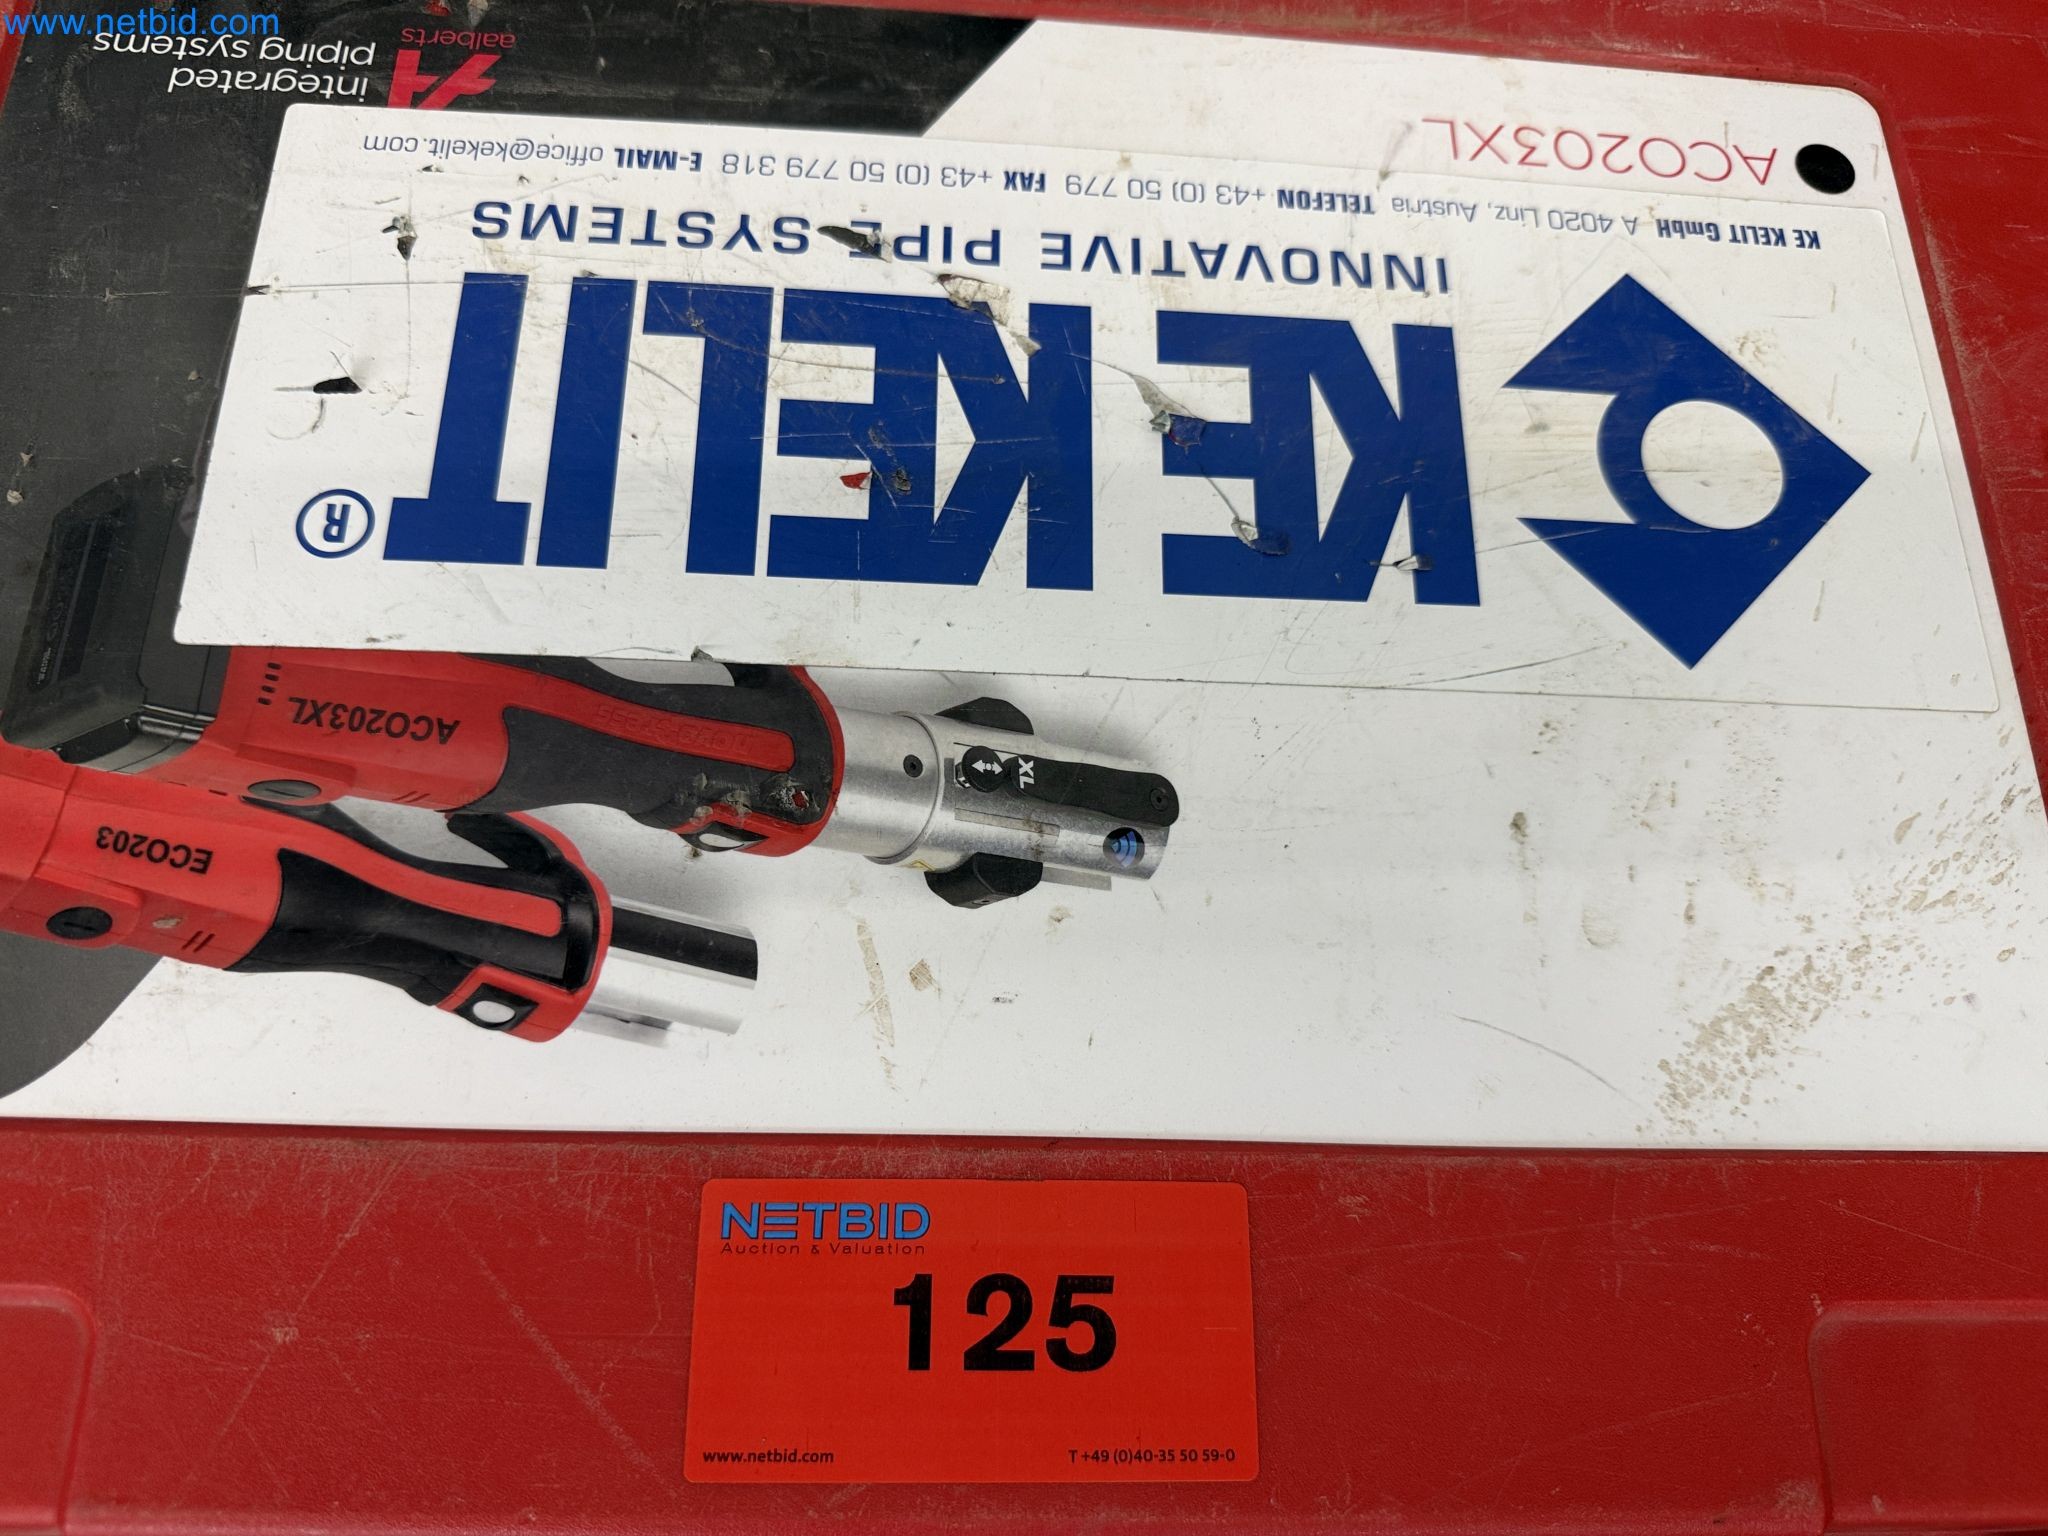 www.netbid.com
aalberts
integrated
piping systems
ACO203XL
KE KELIT GmbH A 4020 Linz, Austria TELEFON +43 (0) 50 779 FAX +43 (0) 50 779 318 E-MAIL office@kekelit.com
INNOVATIVE PIPE SYSTEMS
KE KELIT ®
ACO203XL
XL
ECO203
NETBID
Auction & Valuation
125
www.netbid.com T +49 (0)40-35 50 59-0